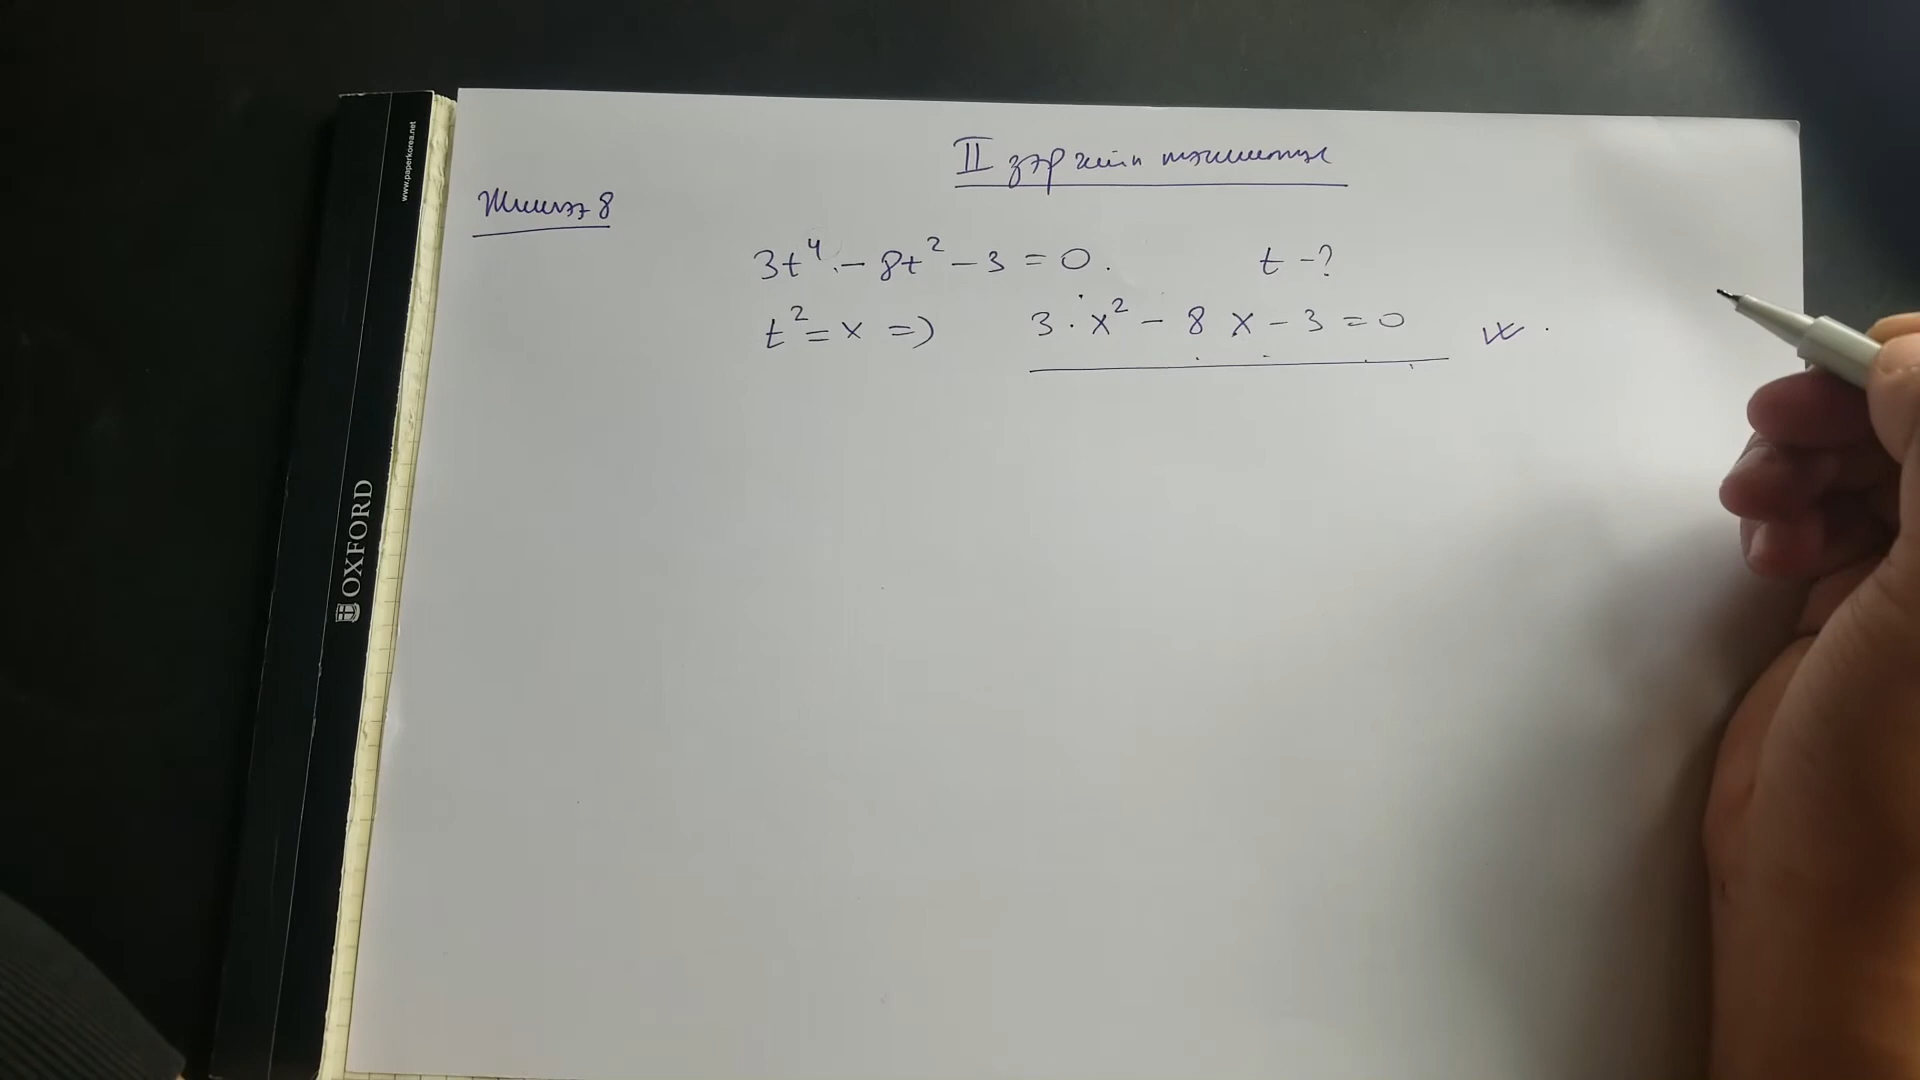 II зэргийн тэгшитгэл
Жишээ 8
3t⁴ - 8t² - 3 = 0. t - ?
t² = x => 3 · x² - 8 x - 3 = 0
www.paperkorea.net
OXFORD